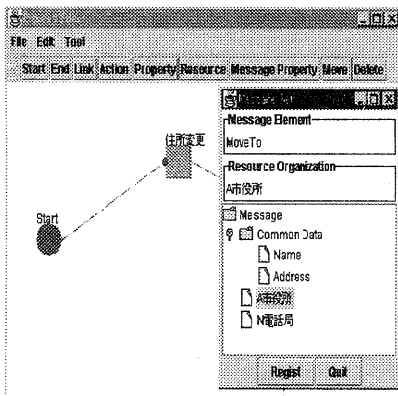 File Edit Tool
Start End Link Action Property Resource Message Property Move Delete
住所変更
Start
Message Element
MoveTo
Resource Organization
A市役所
Message
Common Data
Name
Address
A市役所
N電話局
Regist Quit